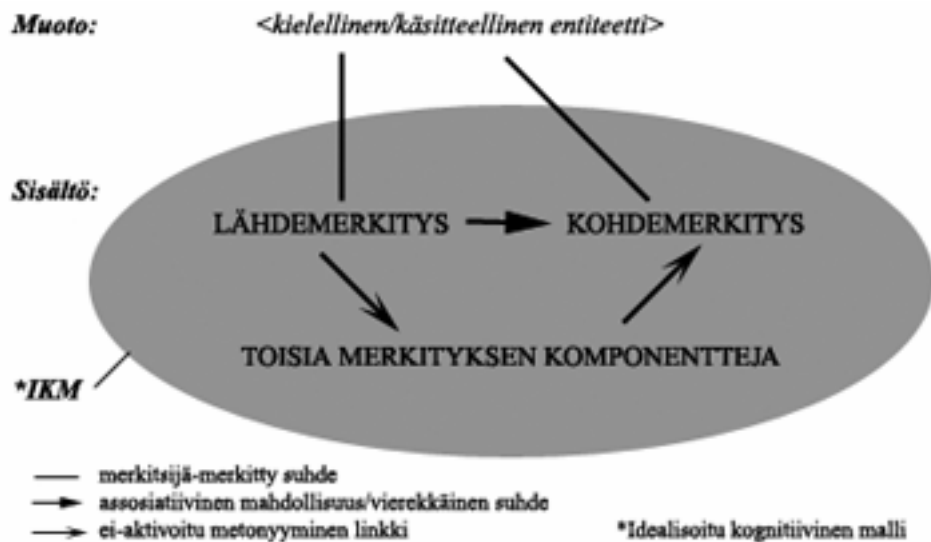 Muoto: <kielellinen/käsitteellinen entiteetti>
Sisältö:
LÄHDEMERKITYS KOHDEMERKITYS
TOISIA MERKITYKSEN KOMPONENTTEJA
*IKM
merkitsijä-merkitty suhde
assosiatiivinen mahdollisuus/vierekkäinen suhde
ei-aktivoitu metonyyminen linkki *Idealisoitu kognitiivinen malli